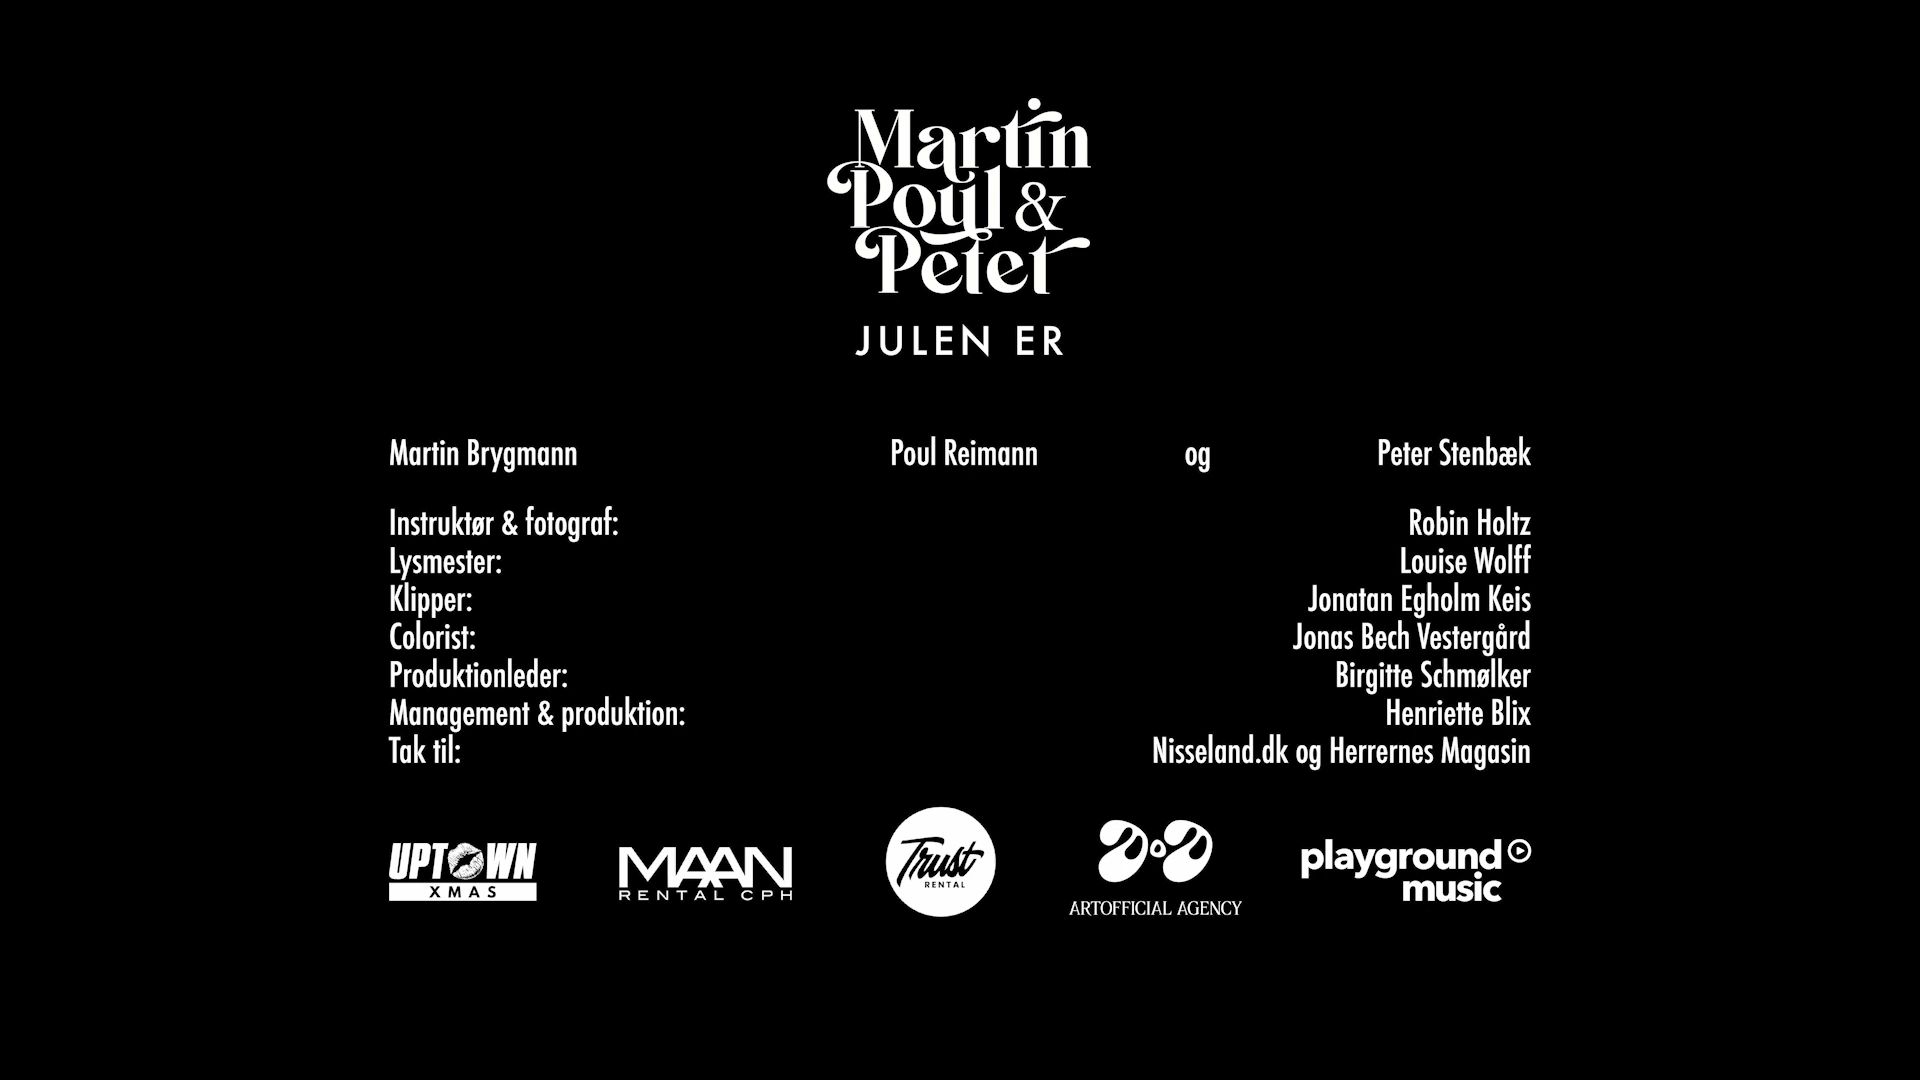 Martin
Poul &
Peter
JULEN ER
Martin Brygmann Poul Reimann og Peter Stenbæk
Instruktør & fotograf: Robin Holtz
Lysmester: Louise Wolff
Klipper: Jonatan Egholm Keis
Colorist: Jonas Bech Vestergård
Produktionleder: Birgitte Schmølker
Management & produktion: Henriette Blix
Tak til: Nisseland.dk og Herrernes Magasin
UPTOWN
XMAS
MAAN
RENTAL CPH
Trust
RENTAL
ARTOFFICIAL AGENCY
playground
music